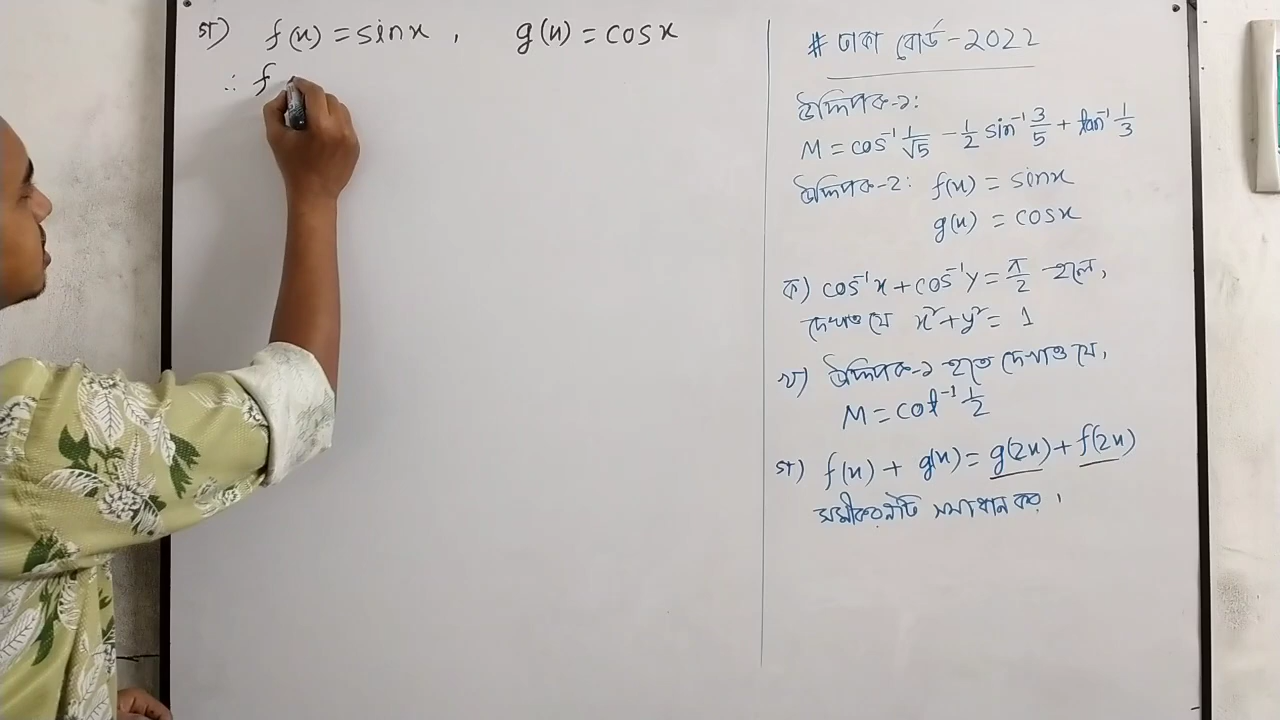 গ) f(x) = sinx , g(x) = cosx
∴ f
# ঢাকা বোর্ড - 2022
উদ্দিপক-১:
M = cos⁻¹ 1/√5 - 1/2 sin⁻¹ 3/5 + tan⁻¹ 1/3
উদ্দিপক-2: f(x) = sinx
g(x) = cosx
ক) cos⁻¹x + cos⁻¹y = π/2 হলে,
দেখাও যে x² + y² = 1
খ) উদ্দিপক-১ হতে দেখাও যে,
M = cot⁻¹ 1/2
গ) f(x) + g(x) = g(2x) + f(2x)
সমীকরণটি সমাধান কর ।